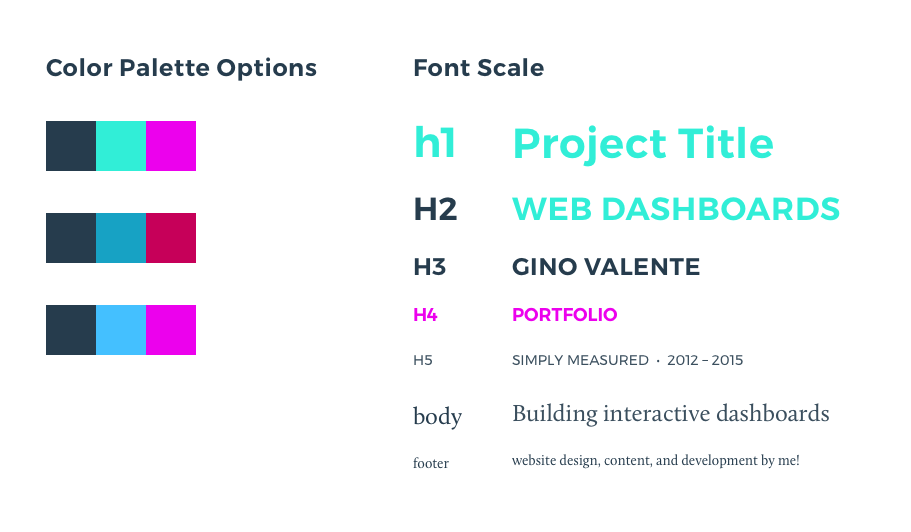 Color Palette Options
Font Scale
h1 Project Title
H2 WEB DASHBOARDS
H3 GINO VALENTE
H4 PORTFOLIO
H5 SIMPLY MEASURED • 2012 – 2015
body Building interactive dashboards
footer website design, content, and development by me!